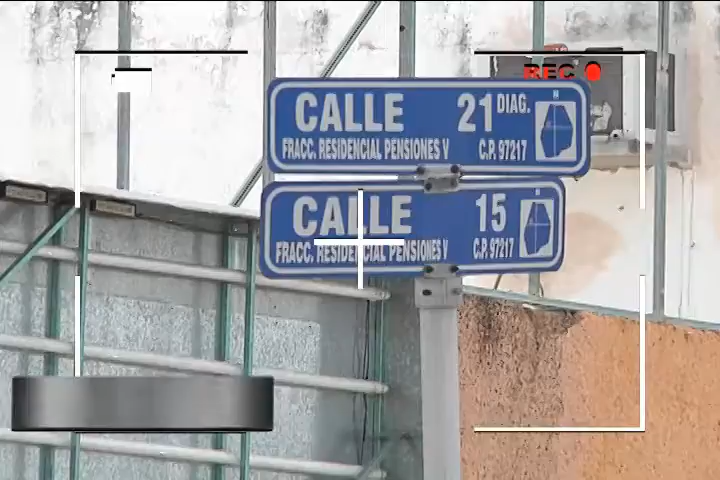 REC
CALLE 21 DIAG.
FRACC. RESIDENCIAL PENSIONES V C.P. 97217
CALLE 15
FRACC. RESIDENCIAL PENSIONES V C.P. 97217